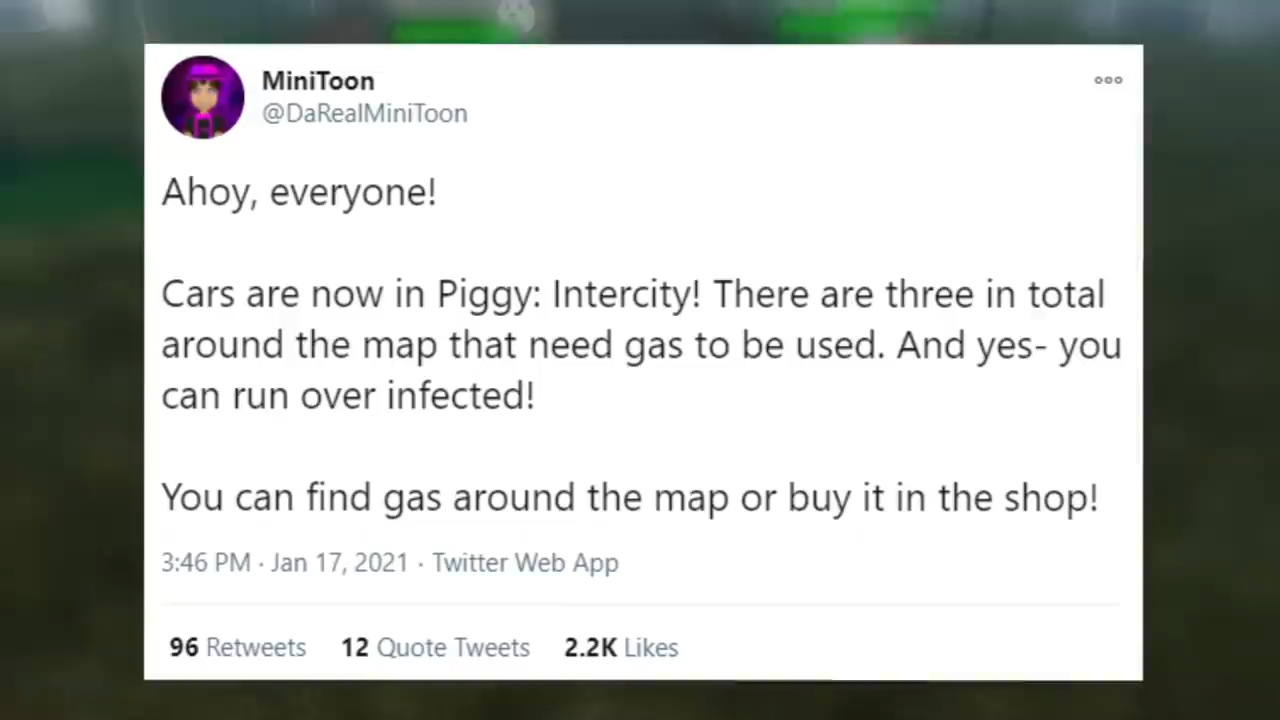 MiniToon
@DaRealMiniToon
Ahoy, everyone!
Cars are now in Piggy: Intercity! There are three in total
around the map that need gas to be used. And yes- you
can run over infected!
You can find gas around the map or buy it in the shop!
3:46 PM · Jan 17, 2021 · Twitter Web App
96 Retweets 12 Quote Tweets 2.2K Likes